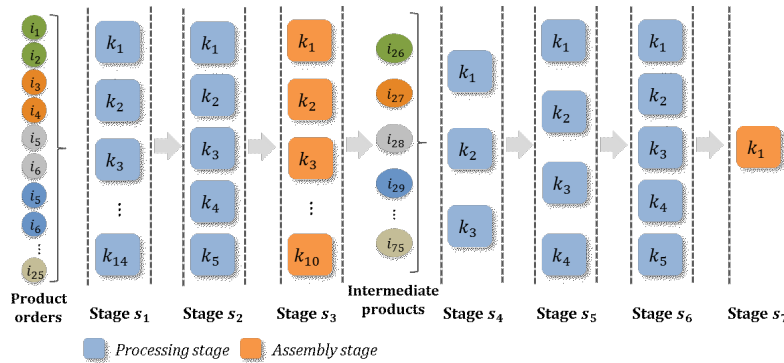 i₁
i₂
i₃
i₄
i₅
i₆
i₅
i₆
...
i₂₅
Product
orders
k₁
k₂
k₃
⋮
k₁₄
Stage s₁
k₁
k₂
k₃
k₄
k₅
Stage s₂
k₁
k₂
k₃
⋮
k₁₀
Stage s₃
i₂₆
i₂₇
i₂₈
i₂₉
...
i₇₅
Intermediate
products
k₁
k₂
k₃
Stage s₄
k₁
k₂
k₃
k₄
Stage s₅
k₁
k₂
k₃
k₄
k₅
Stage s₆
k₁
Stage s₇
Processing stage
Assembly stage